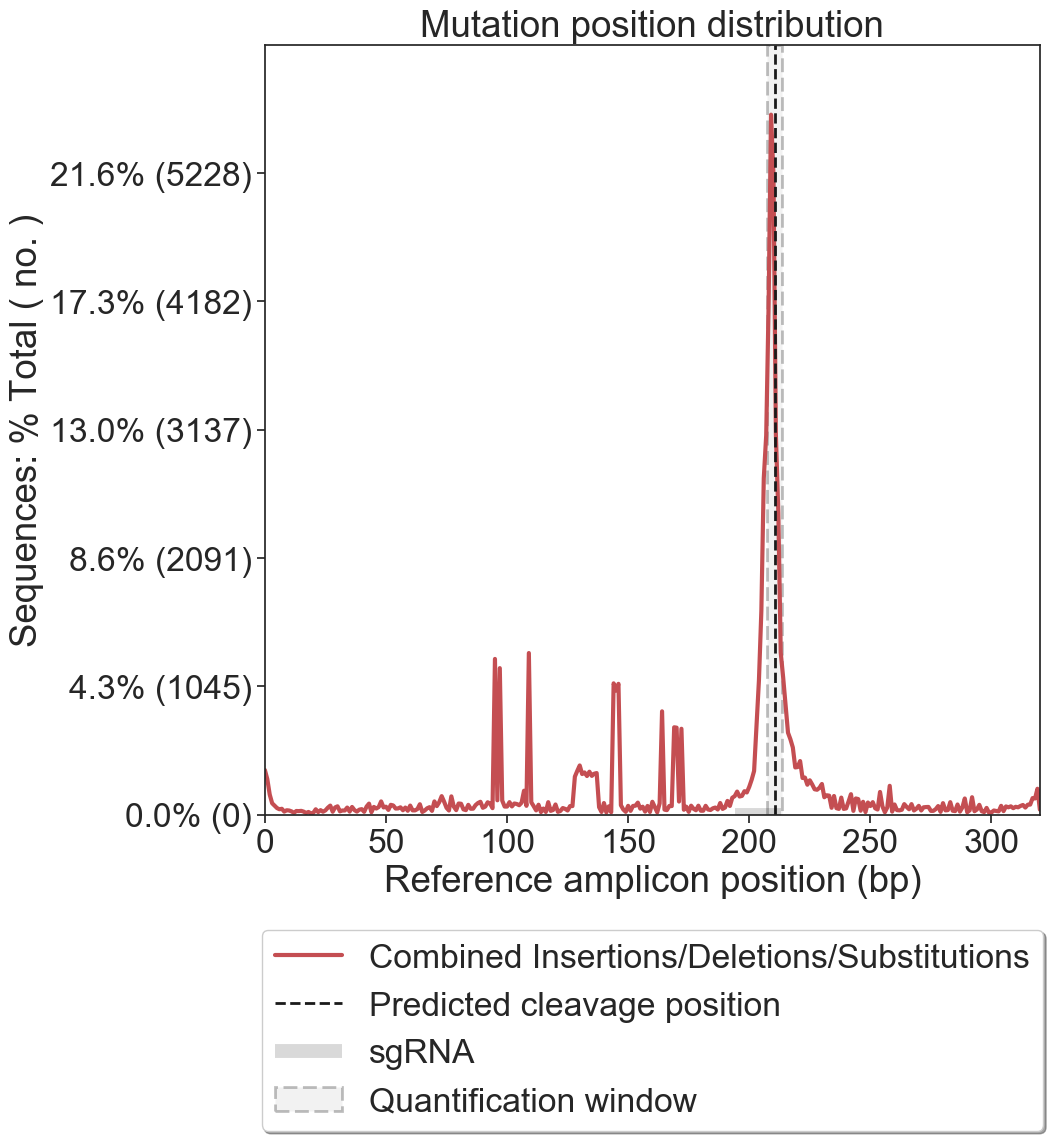 Mutation position distribution
Sequences: % Total ( no. )
21.6% (5228)
17.3% (4182)
13.0% (3137)
8.6% (2091)
4.3% (1045)
0.0% (0)
0 50 100 150 200 250 300
Reference amplicon position (bp)
Combined Insertions/Deletions/Substitutions
Predicted cleavage position
sgRNA
Quantification window